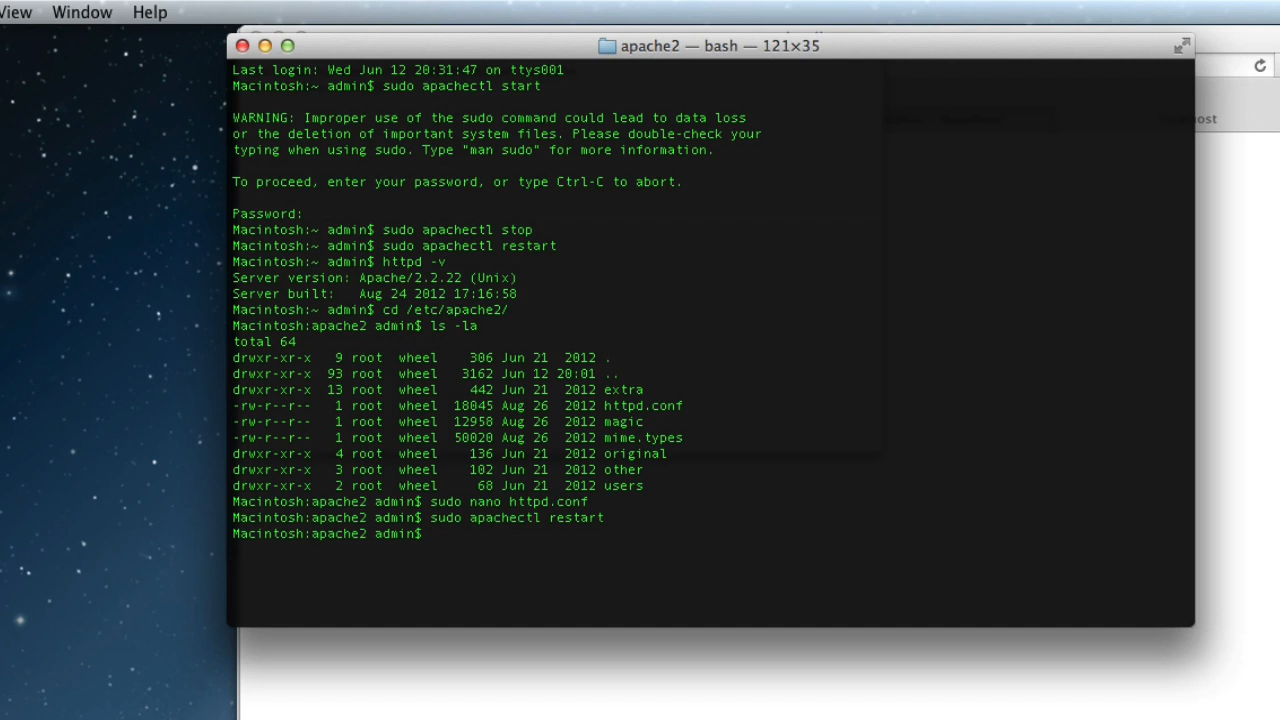 View Window Help
apache2 — bash — 121×35
Last login: Wed Jun 12 20:31:47 on ttys001
Macintosh:~ admin$ sudo apachectl start
WARNING: Improper use of the sudo command could lead to data loss
or the deletion of important system files. Please double-check your
typing when using sudo. Type "man sudo" for more information.
To proceed, enter your password, or type Ctrl-C to abort.
Password:
Macintosh:~ admin$ sudo apachectl stop
Macintosh:~ admin$ sudo apachectl restart
Macintosh:~ admin$ httpd -v
Server version: Apache/2.2.22 (Unix)
Server built:   Aug 24 2012 17:16:58
Macintosh:~ admin$ cd /etc/apache2/
Macintosh:apache2 admin$ ls -la
total 64
drwxr-xr-x   9 root  wheel    306 Jun 21  2012 .
drwxr-xr-x  93 root  wheel   3162 Jun 12 20:01 ..
drwxr-xr-x  13 root  wheel    442 Jun 21  2012 extra
-rw-r--r--   1 root  wheel  18045 Aug 26  2012 httpd.conf
-rw-r--r--   1 root  wheel  12958 Aug 26  2012 magic
-rw-r--r--   1 root  wheel  50020 Aug 26  2012 mime.types
drwxr-xr-x   4 root  wheel    136 Jun 21  2012 original
drwxr-xr-x   3 root  wheel    102 Jun 21  2012 other
drwxr-xr-x   2 root  wheel     68 Jun 21  2012 users
Macintosh:apache2 admin$ sudo nano httpd.conf
Macintosh:apache2 admin$ sudo apachectl restart
Macintosh:apache2 admin$